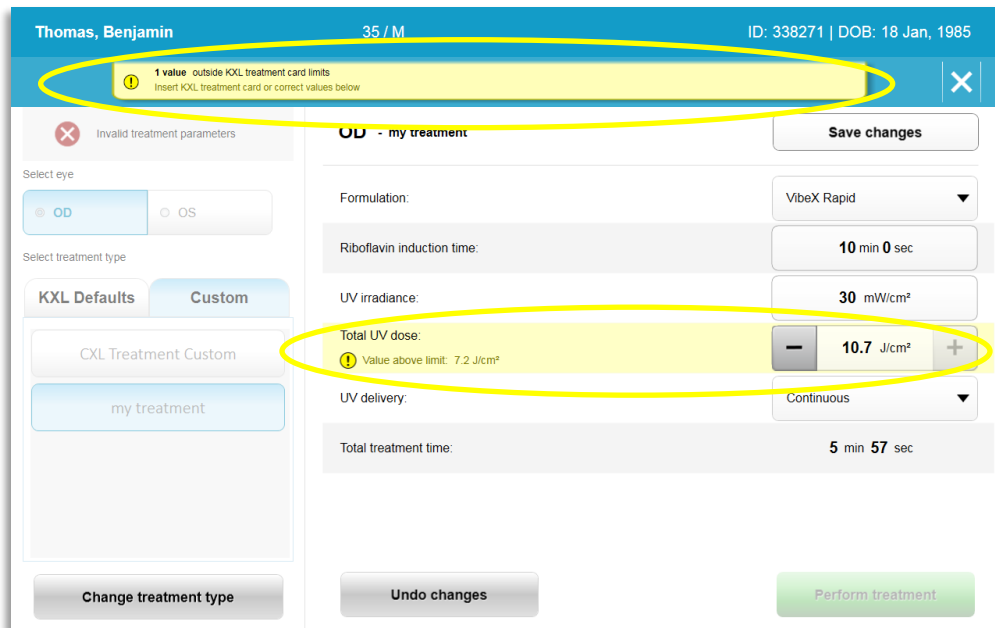 Thomas, Benjamin 35 / M ID: 338271 | DOB: 18 Jan, 1985
1 value outside KXL treatment card limits
Insert KXL treatment card or correct values below
Invalid treatment parameters
OD - my treatment
Save changes
Select eye
OD
OS
Select treatment type
KXL Defaults
Custom
CXL Treatment Custom
my treatment
Change treatment type
Formulation: VibeX Rapid
Riboflavin induction time: 10 min 0 sec
UV irradiance: 30 mW/cm²
Total UV dose: 10.7 J/cm²
Value above limit: 7.2 J/cm²
UV delivery: Continuous
Total treatment time: 5 min 57 sec
Undo changes
Perform treatment